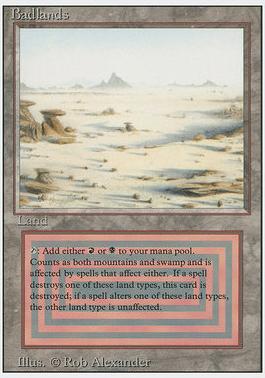 Badlands
Land
: Add either or to your mana pool.
Counts as both mountains and swamp and is
affected by spells that affect either. If a spell
destroys one of these land types, this card is
destroyed; if a spell alters one of these land types,
the other land type is unaffected.
Illus. © Rob Alexander